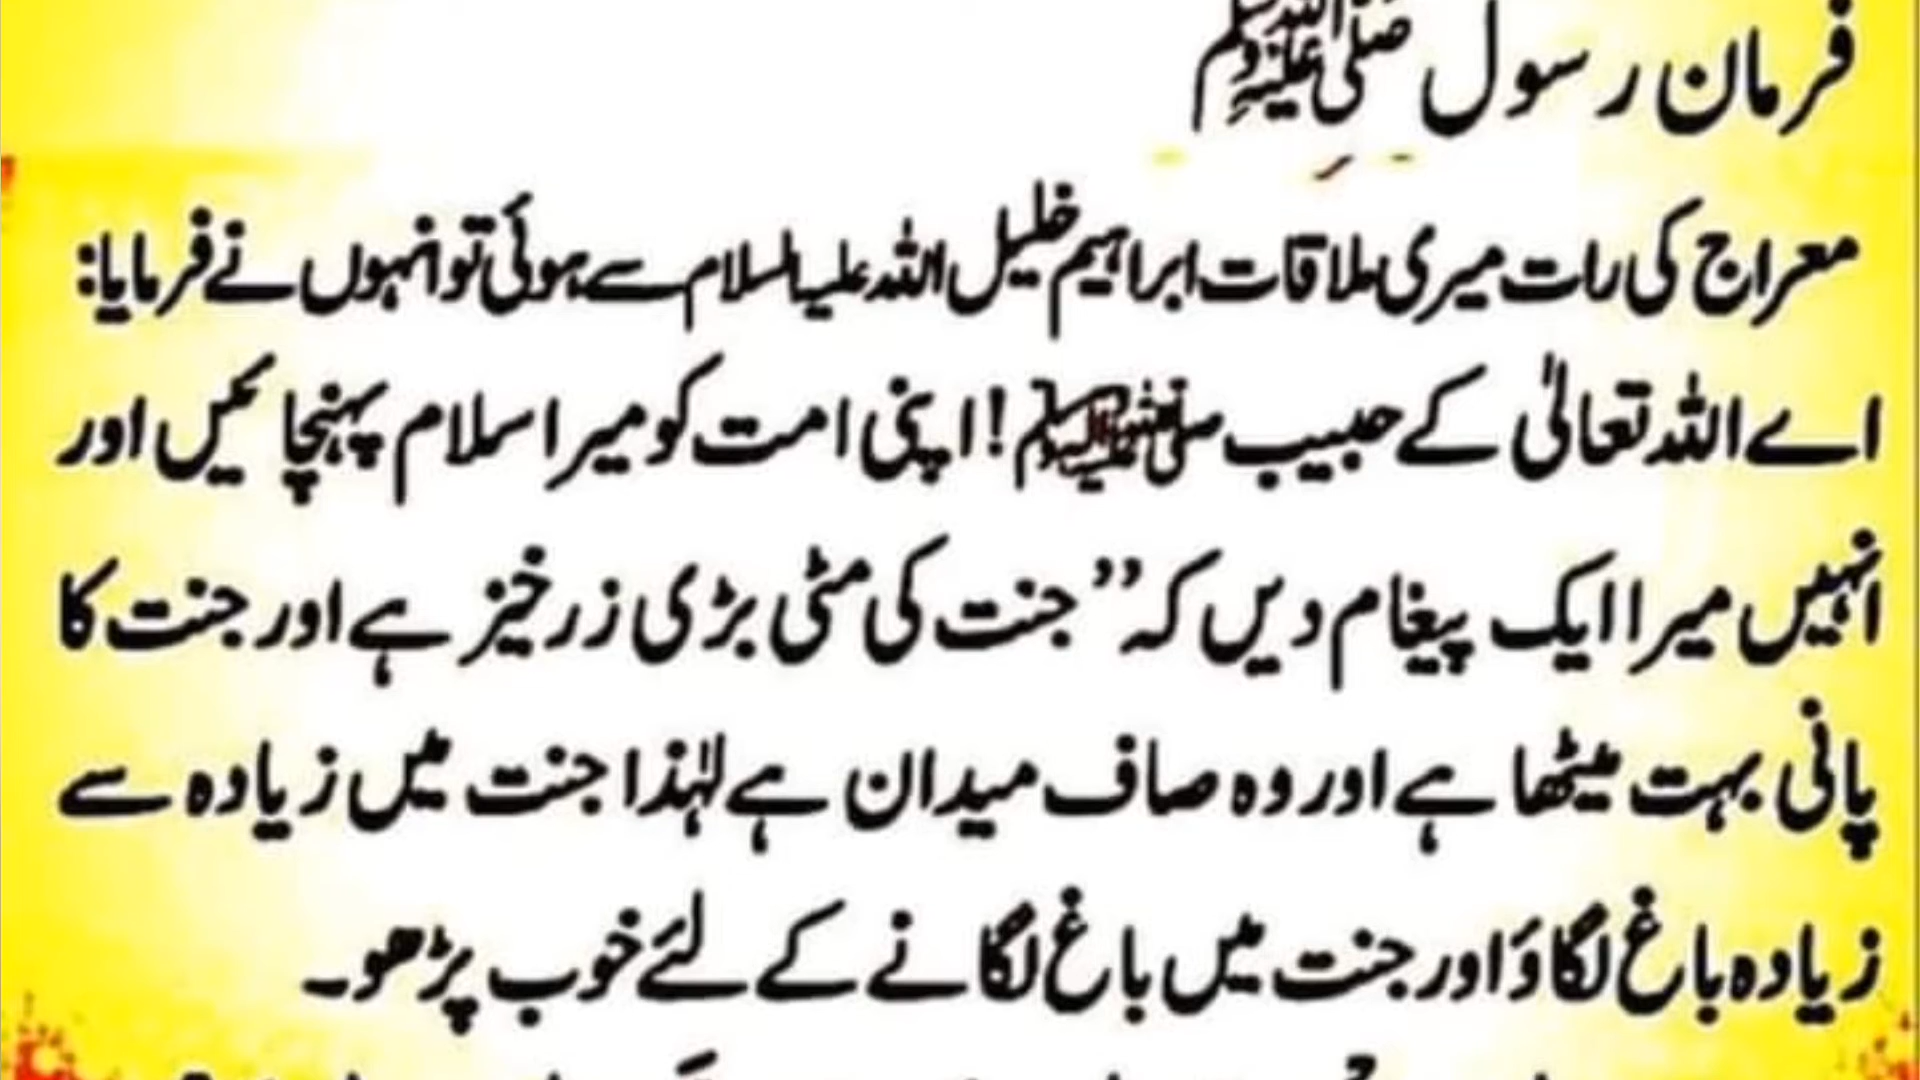 فرمان رسول صلی اللہ علیہ وسلم
معراج کی رات میری ملاقات ابراہیم خلیل اللہ علیہ السلام سے ہوئی تو انہوں نے فرمایا:
اے اللہ تعالیٰ کے حبیب صلی اللہ علیہ وسلم! اپنی امت کو میرا سلام پہنچائیں اور
انہیں میرا ایک پیغام دیں کہ ”جنت کی مٹی بڑی زرخیز ہے اور جنت کا
پانی بہت میٹھا ہے اور وہ صاف میدان ہے لہٰذا جنت میں زیادہ سے
زیادہ باغ لگاؤ اور جنت میں باغ لگانے کے لئے خوب پڑھو۔